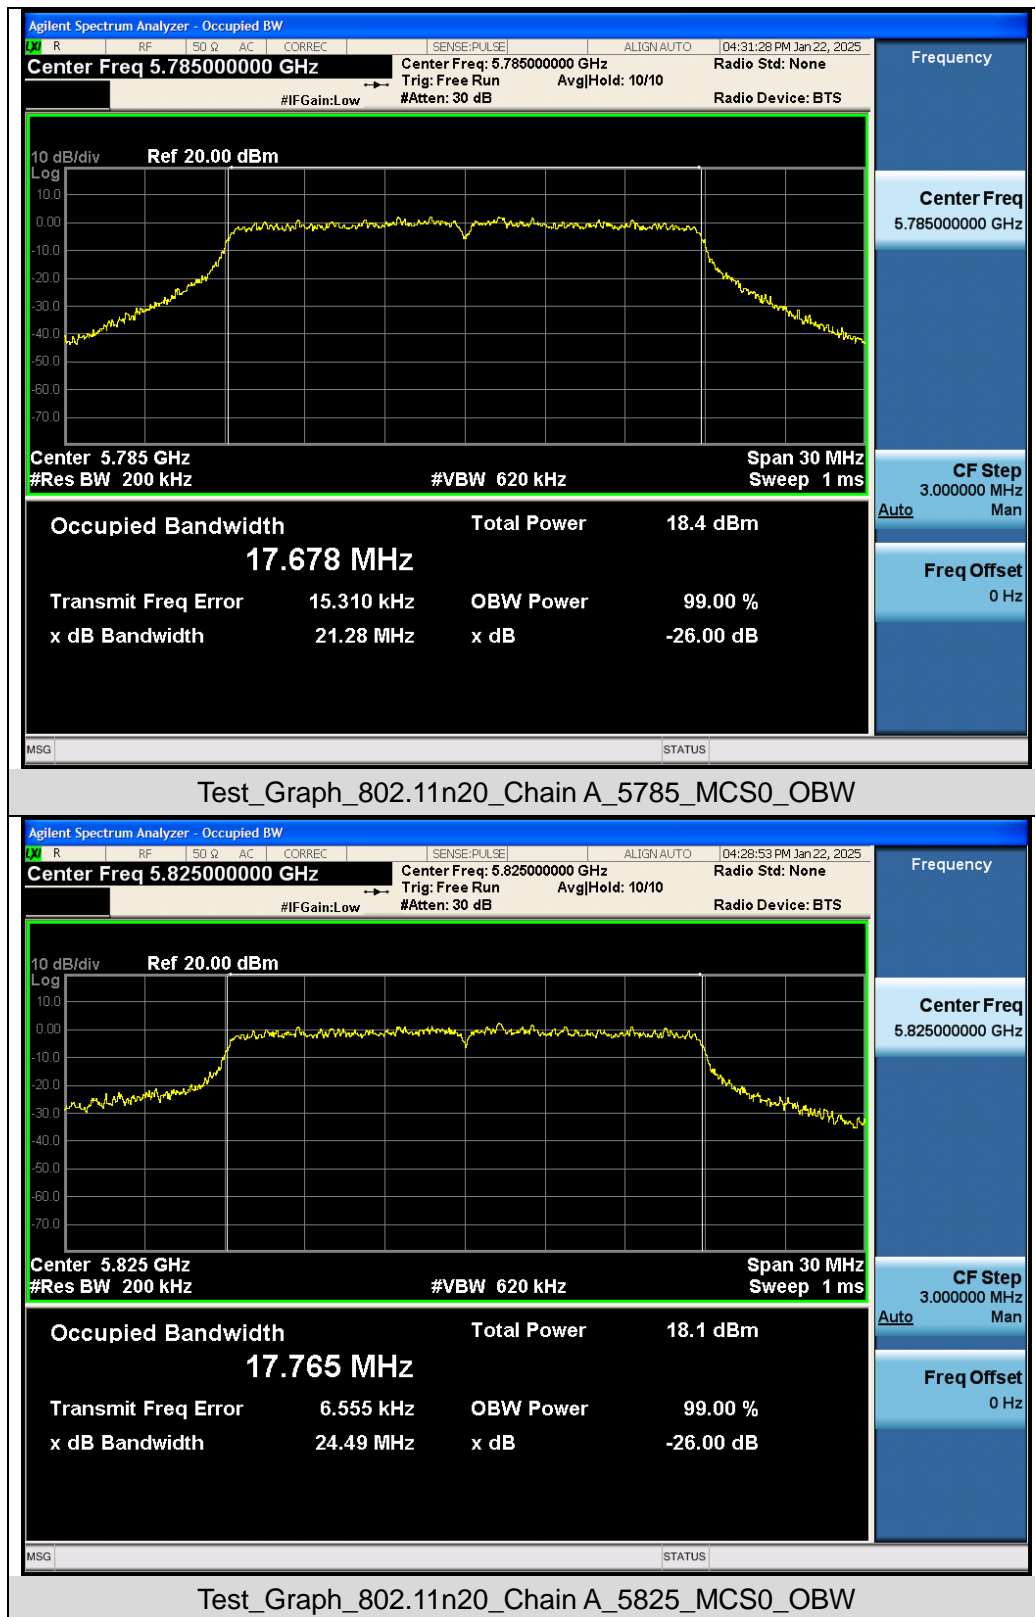 Agilent Spectrum Analyzer - Occupied BW
LXI R RF 50 Ω AC CORREC SENSE:PULSE ALIGN AUTO 04:31:28 PM Jan 22, 2025
Center Freq 5.785000000 GHz Center Freq: 5.785000000 GHz Radio Std: None
Trig: Free Run Avg|Hold: 10/10
#IFGain:Low #Atten: 30 dB Radio Device: BTS
Frequency
10 dB/div Ref 20.00 dBm
Log
10.0
0.00
-10.0
-20.0
-30.0
-40.0
-50.0
-60.0
-70.0
Center 5.785 GHz Span 30 MHz
#Res BW 200 kHz #VBW 620 kHz Sweep 1 ms
Center Freq
5.785000000 GHz
CF Step
3.000000 MHz
Auto Man
Freq Offset
0 Hz
Occupied Bandwidth Total Power 18.4 dBm
17.678 MHz
Transmit Freq Error 15.310 kHz OBW Power 99.00 %
x dB Bandwidth 21.28 MHz x dB -26.00 dB
MSG STATUS
Test_Graph_802.11n20_Chain A_5785_MCS0_OBW
Agilent Spectrum Analyzer - Occupied BW
LXI R RF 50 Ω AC CORREC SENSE:PULSE ALIGN AUTO 04:28:53 PM Jan 22, 2025
Center Freq 5.825000000 GHz Center Freq: 5.825000000 GHz Radio Std: None
Trig: Free Run Avg|Hold: 10/10
#IFGain:Low #Atten: 30 dB Radio Device: BTS
Frequency
10 dB/div Ref 20.00 dBm
Log
10.0
0.00
-10.0
-20.0
-30.0
-40.0
-50.0
-60.0
-70.0
Center 5.825 GHz Span 30 MHz
#Res BW 200 kHz #VBW 620 kHz Sweep 1 ms
Center Freq
5.825000000 GHz
CF Step
3.000000 MHz
Auto Man
Freq Offset
0 Hz
Occupied Bandwidth Total Power 18.1 dBm
17.765 MHz
Transmit Freq Error 6.555 kHz OBW Power 99.00 %
x dB Bandwidth 24.49 MHz x dB -26.00 dB
MSG STATUS
Test_Graph_802.11n20_Chain A_5825_MCS0_OBW